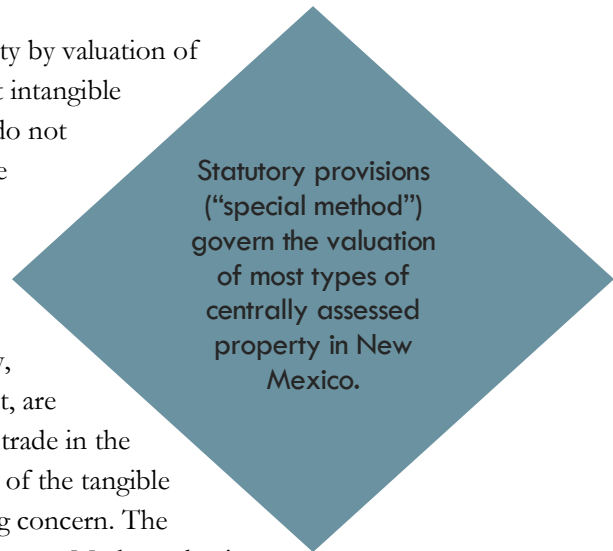 ty by valuation of
t intangible
do not
e
Statutory provisions
(“special method”)
govern the valuation
of most types of
centrally assessed
property in New
Mexico.
y,
t, are
trade in the
of the tangible
g concern. The